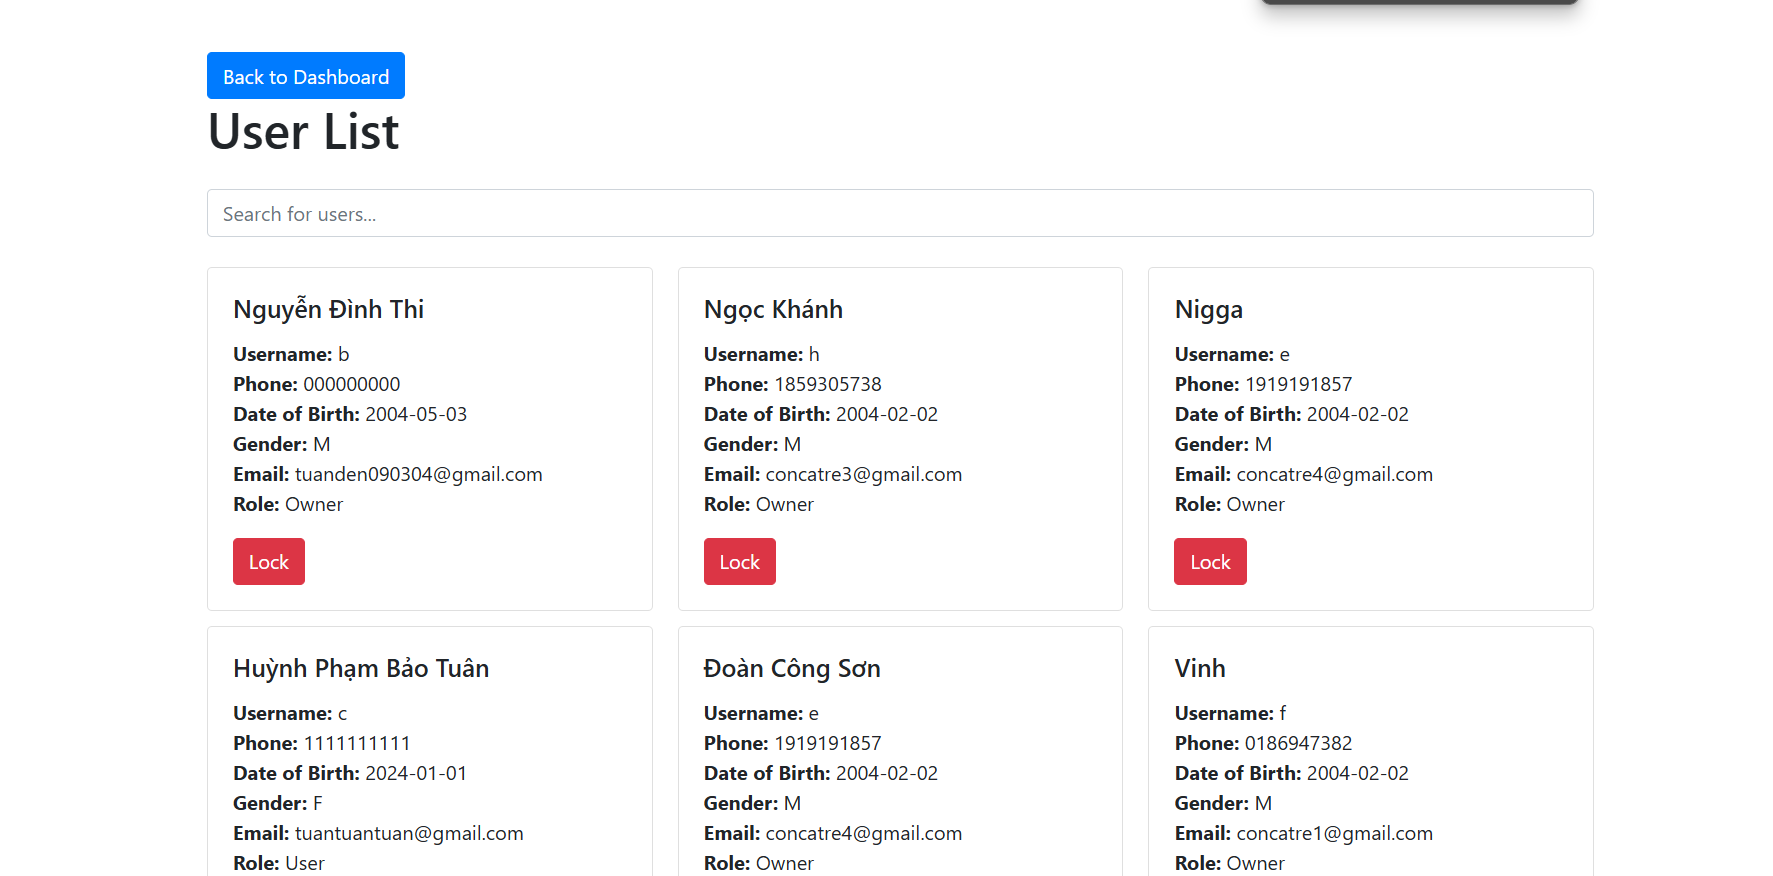 Back to Dashboard
User List
Search for users...
Nguyễn Đình Thi
Username: b
Phone: 000000000
Date of Birth: 2004-05-03
Gender: M
Email: tuanden090304@gmail.com
Role: Owner
Lock
Ngọc Khánh
Username: h
Phone: 1859305738
Date of Birth: 2004-02-02
Gender: M
Email: concatre3@gmail.com
Role: Owner
Lock
Nigga
Username: e
Phone: 1919191857
Date of Birth: 2004-02-02
Gender: M
Email: concatre4@gmail.com
Role: Owner
Lock
Huỳnh Phạm Bảo Tuân
Username: c
Phone: 1111111111
Date of Birth: 2024-01-01
Gender: F
Email: tuantuantuan@gmail.com
Role: User
Đoàn Công Sơn
Username: e
Phone: 1919191857
Date of Birth: 2004-02-02
Gender: M
Email: concatre4@gmail.com
Role: Owner
Vinh
Username: f
Phone: 0186947382
Date of Birth: 2004-02-02
Gender: M
Email: concatre1@gmail.com
Role: Owner